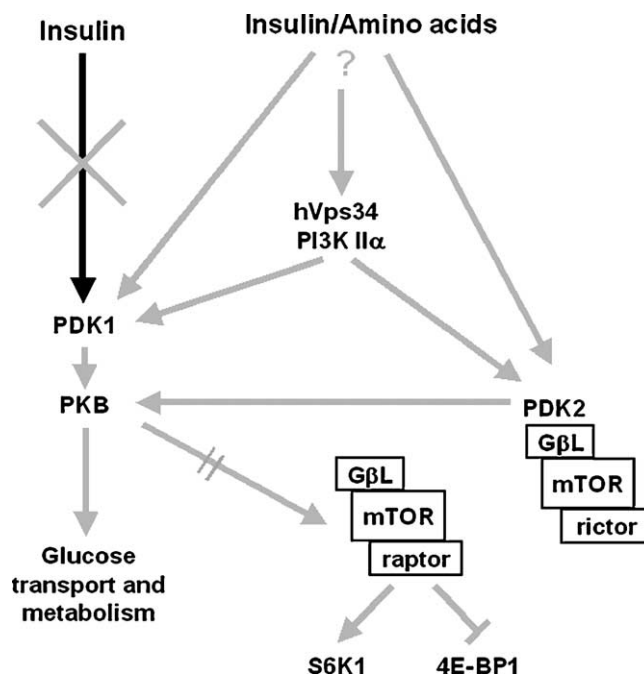 Insulin
Insulin/Amino acids
?
hVps34
PI3K IIα
PDK1
PKB
PDK2
GβL
mTOR
rictor
GβL
mTOR
raptor
Glucose
transport and
metabolism
S6K1
4E-BP1